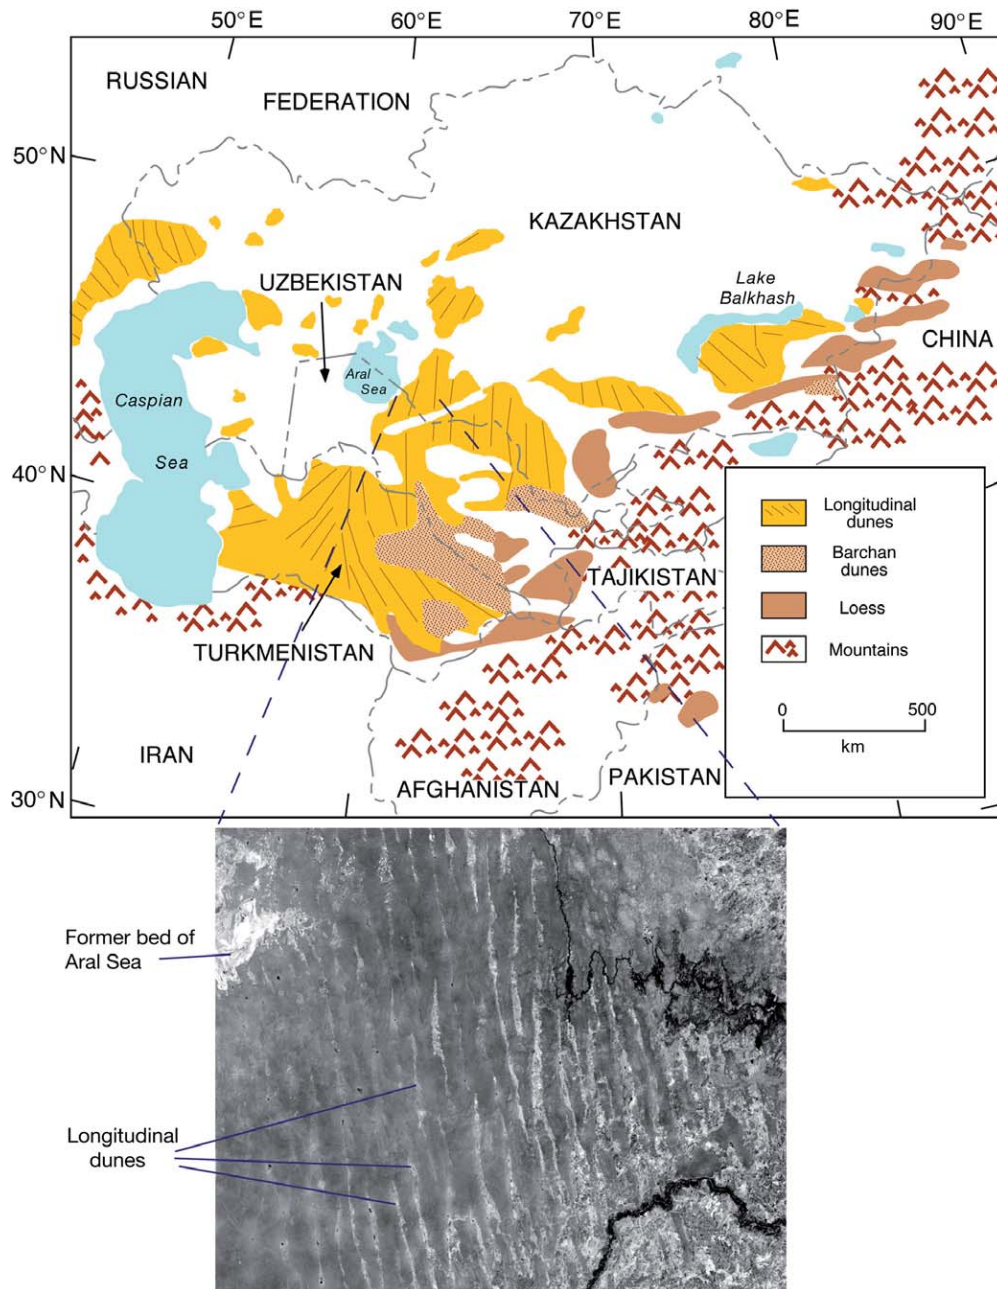 50°E 60°E 70°E 80°E 90°E
RUSSIAN
FEDERATION
50°N
KAZAKHSTAN
UZBEKISTAN
Lake
Balkhash
CHINA
Aral
Sea
Caspian
Sea
40°N
Longitudinal
dunes
Barchan
dunes
TAJIKISTAN
Loess
TURKMENISTAN
Mountains
0 500
km
IRAN
AFGHANISTAN
PAKISTAN
30°N
Former bed of
Aral Sea
Longitudinal
dunes